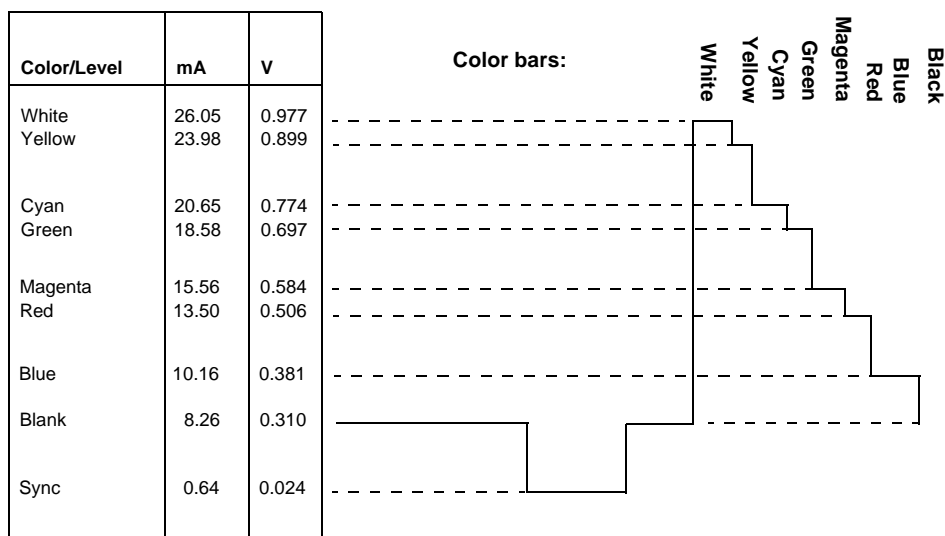 Color/Level mA V
Color bars:
White
Yellow
Cyan
Green
Magenta
Red
Blue
Black
White 26.05 0.977
Yellow 23.98 0.899
Cyan 20.65 0.774
Green 18.58 0.697
Magenta 15.56 0.584
Red 13.50 0.506
Blue 10.16 0.381
Blank 8.26 0.310
Sync 0.64 0.024